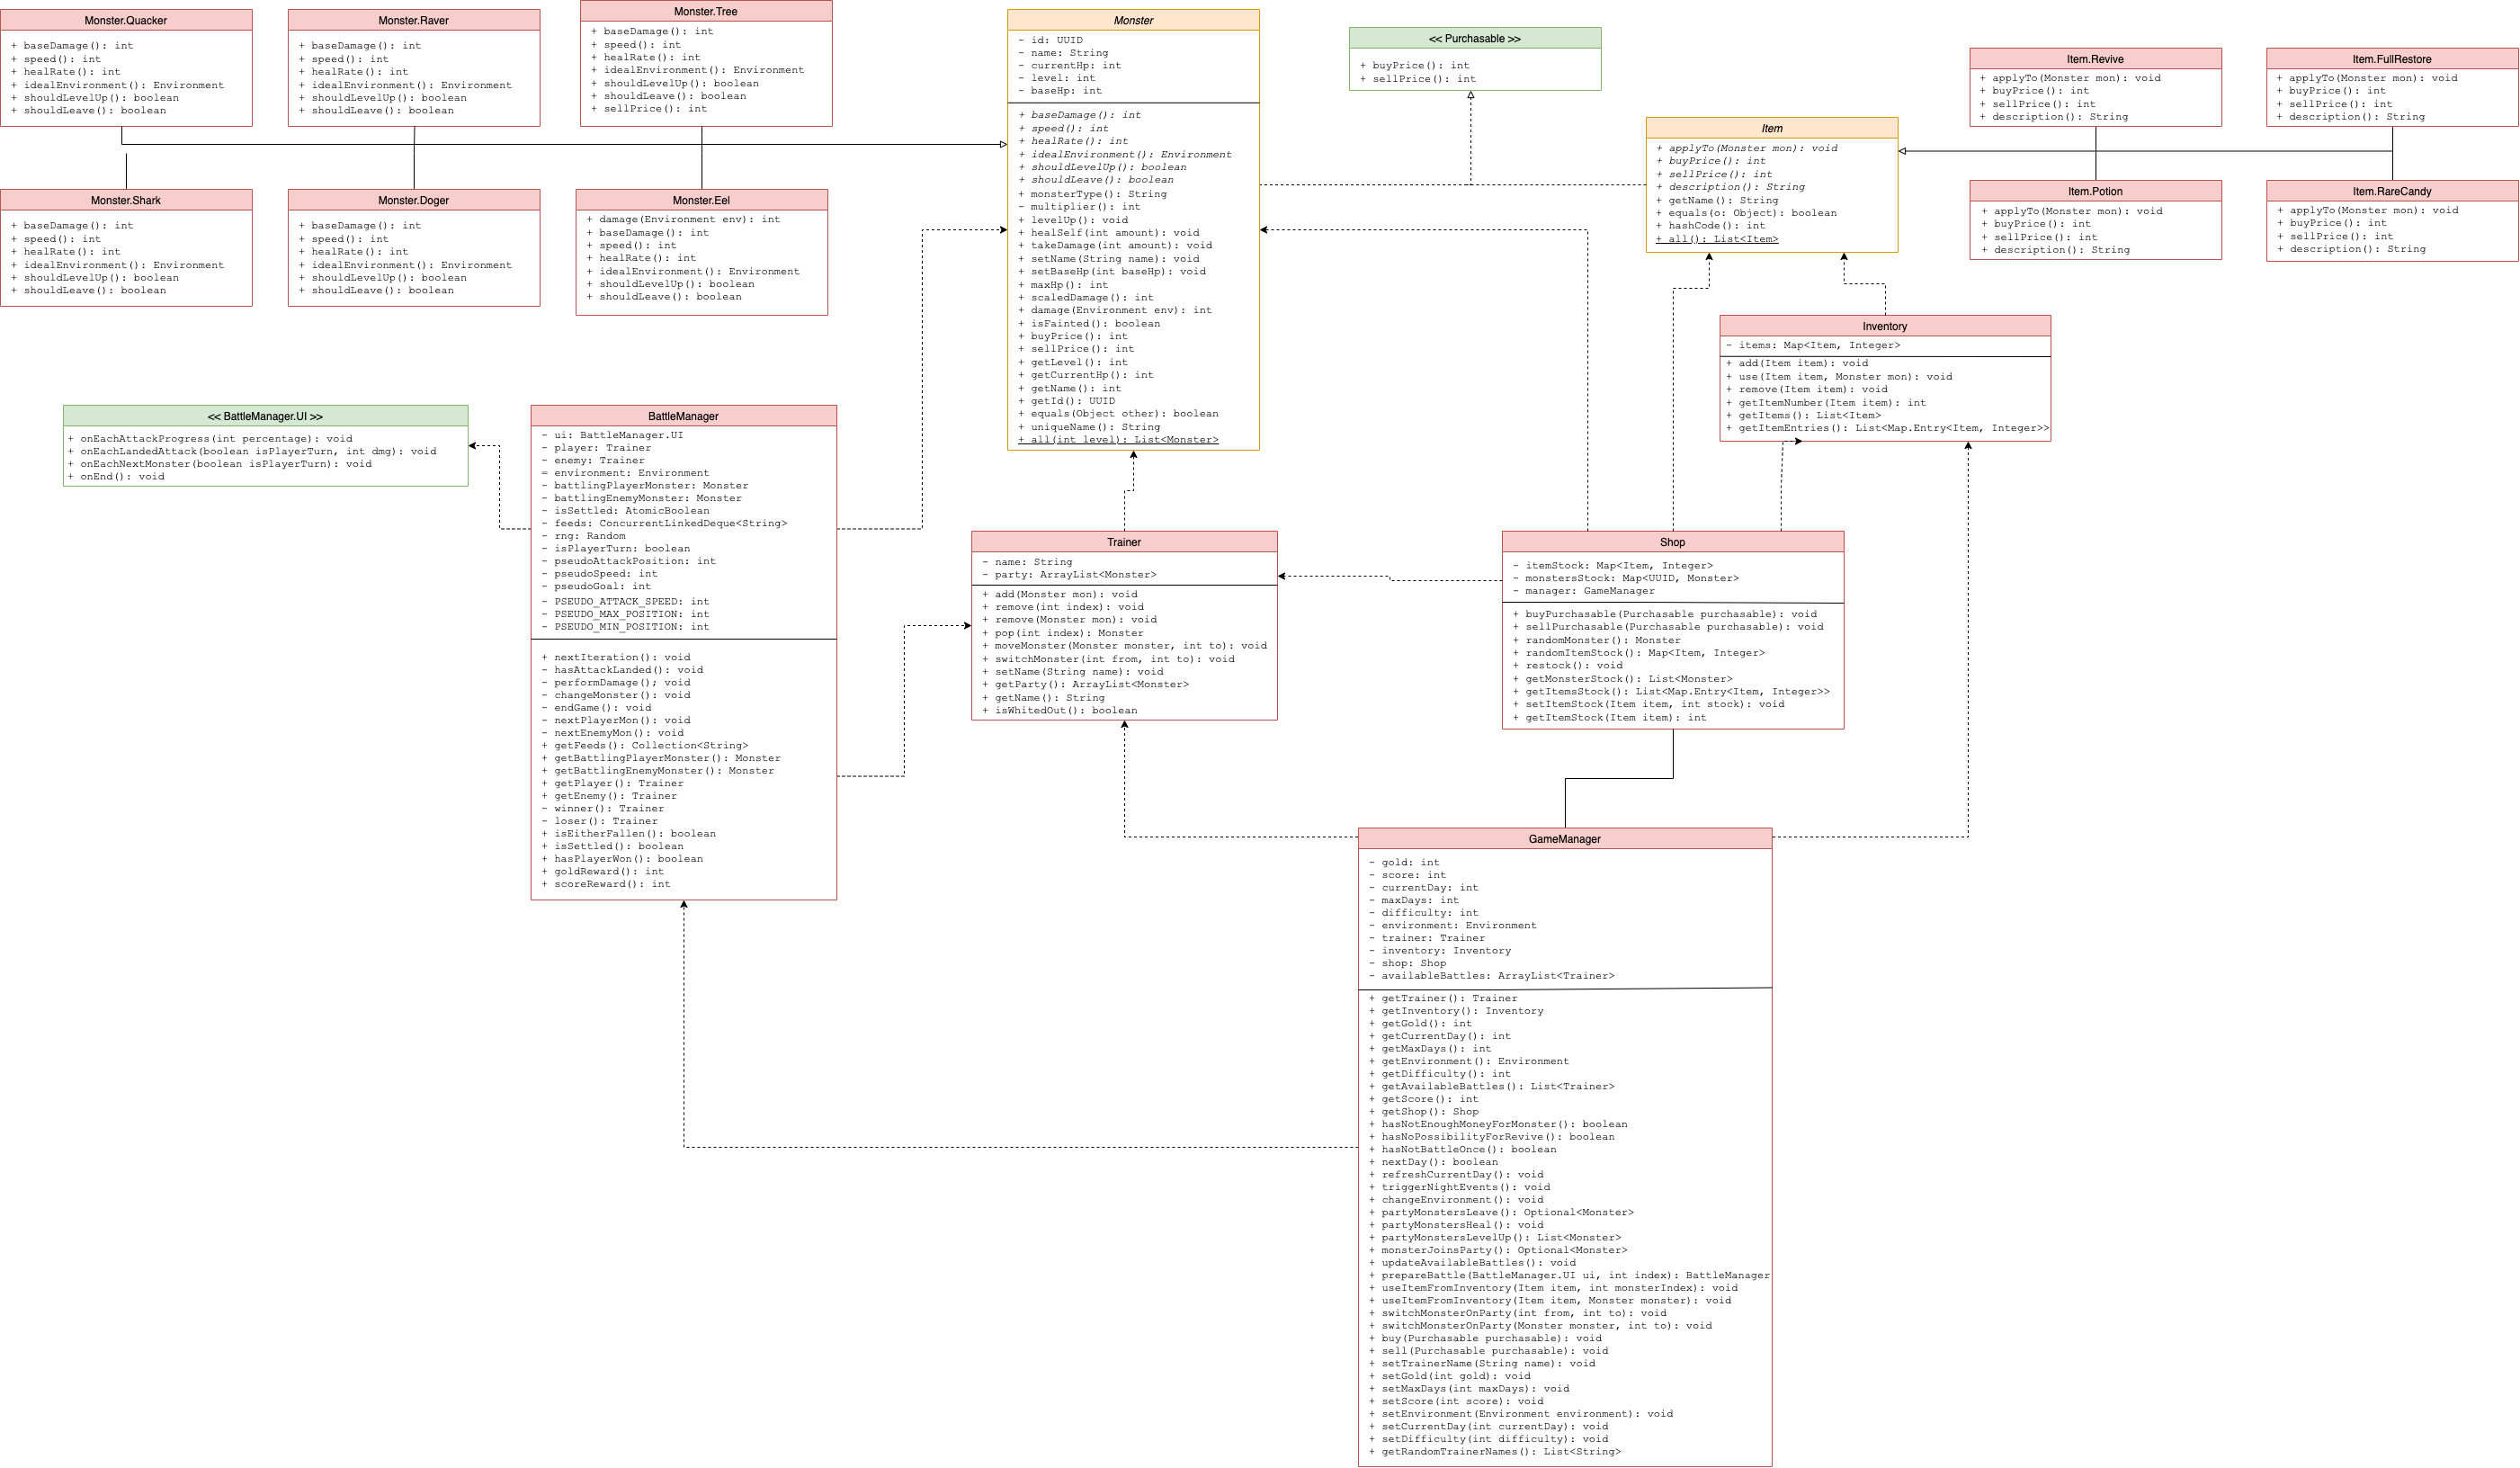 Monster.Quacker
+ baseDamage(): int
+ speed(): int
+ healRate(): int
+ idealEnvironment(): Environment
+ shouldLevelUp(): boolean
+ shouldLeave(): boolean
Monster.Raver
+ baseDamage(): int
+ speed(): int
+ healRate(): int
+ idealEnvironment(): Environment
+ shouldLevelUp(): boolean
+ shouldLeave(): boolean
Monster.Tree
+ baseDamage(): int
+ speed(): int
+ healRate(): int
+ idealEnvironment(): Environment
+ shouldLevelUp(): boolean
+ shouldLeave(): boolean
+ sellPrice(): int
Monster.Shark
+ baseDamage(): int
+ speed(): int
+ healRate(): int
+ idealEnvironment(): Environment
+ shouldLevelUp(): boolean
+ shouldLeave(): boolean
Monster.Doger
+ baseDamage(): int
+ speed(): int
+ healRate(): int
+ idealEnvironment(): Environment
+ shouldLevelUp(): boolean
+ shouldLeave(): boolean
Monster.Eel
+ damage(Environment env): int
+ baseDamage(): int
+ speed(): int
+ healRate(): int
+ idealEnvironment(): Environment
+ shouldLevelUp(): boolean
+ shouldLeave(): boolean
Monster
- id: UUID
- name: String
- currentHp: int
- level: int
- baseHp: int
+ baseDamage(): int
+ speed(): int
+ healRate(): int
+ idealEnvironment(): Environment
+ shouldLevelUp(): boolean
+ shouldLeave(): boolean
+ monsterType(): String
- multiplier(): int
+ levelUp(): void
+ healSelf(int amount): void
+ takeDamage(int amount): void
+ setName(String name): void
+ setBaseHp(int baseHp): void
+ maxHp(): int
+ scaledDamage(): int
+ damage(Environment env): int
+ isFainted(): boolean
+ buyPrice(): int
+ sellPrice(): int
+ getLevel(): int
+ getCurrentHp(): int
+ getName(): int
+ getId(): UUID
+ equals(Object other): boolean
+ uniqueName(): String
+ all(int level): List<Monster>
<< Purchasable >>
+ buyPrice(): int
+ sellPrice(): int
Item
+ applyTo(Monster mon): void
+ buyPrice(): int
+ sellPrice(): int
+ description(): String
+ getName(): String
+ equals(o: Object): boolean
+ hashCode(): int
+ all(): List<Item>
Item.Revive
+ applyTo(Monster mon): void
+ buyPrice(): int
+ sellPrice(): int
+ description(): String
Item.FullRestore
+ applyTo(Monster mon): void
+ buyPrice(): int
+ sellPrice(): int
+ description(): String
Item.Potion
+ applyTo(Monster mon): void
+ buyPrice(): int
+ sellPrice(): int
+ description(): String
Item.RareCandy
+ applyTo(Monster mon): void
+ buyPrice(): int
+ sellPrice(): int
+ description(): String
Inventory
- items: Map<Item, Integer>
+ add(Item item): void
+ use(Item item, Monster mon): void
+ remove(Item item): void
+ getItemNumber(Item item): int
+ getItems(): List<Item>
+ getItemEntries(): List<Map.Entry<Item, Integer>>
<< BattleManager.UI >>
+ onEachAttackProgress(int percentage): void
+ onEachLandedAttack(boolean isPlayerTurn, int dmg): void
+ onEachNextMonster(boolean isPlayerTurn): void
+ onEnd(): void
BattleManager
- ui: BattleManager.UI
- player: Trainer
- enemy: Trainer
= environment: Environment
- battlingPlayerMonster: Monster
- battlingEnemyMonster: Monster
- isSettled: AtomicBoolean
- feeds: ConcurrentLinkedDeque<String>
- rng: Random
- isPlayerTurn: boolean
- pseudoAttackPosition: int
- pseudoSpeed: int
- pseudoGoal: int
- PSEUDO_ATTACK_SPEED: int
- PSEUDO_MAX_POSITION: int
- PSEUDO_MIN_POSITION: int
+ nextIteration(): void
- hasAttackLanded(): void
- performDamage(); void
- changeMonster(): void
- endGame(): void
- nextPlayerMon(): void
- nextEnemyMon(): void
+ getFeeds(): Collection<String>
+ getBattlingPlayerMonster(): Monster
+ getBattlingEnemyMonster(): Monster
+ getPlayer(): Trainer
+ getEnemy(): Trainer
- winner(): Trainer
- loser(): Trainer
+ isEitherFallen(): boolean
+ isSettled(): boolean
+ hasPlayerWon(): boolean
+ goldReward(): int
+ scoreReward(): int
Trainer
- name: String
- party: ArrayList<Monster>
+ add(Monster mon): void
+ remove(int index): void
+ remove(Monster mon): void
+ pop(int index): Monster
+ moveMonster(Monster monster, int to): void
+ switchMonster(int from, int to): void
+ setName(String name): void
+ getParty(): ArrayList<Monster>
+ getName(): String
+ isWhitedOut(): boolean
Shop
- itemStock: Map<Item, Integer>
- monstersStock: Map<UUID, Monster>
- manager: GameManager
+ buyPurchasable(Purchasable purchasable): void
+ sellPurchasable(Purchasable purchasable): void
+ randomMonster(): Monster
+ randomItemStock(): Map<Item, Integer>
+ restock(): void
+ getMonsterStock(): List<Monster>
+ getItemsStock(): List<Map.Entry<Item, Integer>>
+ setItemStock(Item item, int stock): void
+ getItemStock(Item item): int
GameManager
- gold: int
- score: int
- currentDay: int
- maxDays: int
- difficulty: int
- environment: Environment
- trainer: Trainer
- inventory: Inventory
- shop: Shop
- availableBattles: ArrayList<Trainer>
+ getTrainer(): Trainer
+ getInventory(): Inventory
+ getGold(): int
+ getCurrentDay(): int
+ getMaxDays(): int
+ getEnvironment(): Environment
+ getDifficulty(): int
+ getAvailableBattles(): List<Trainer>
+ getScore(): int
+ getShop(): Shop
+ hasNotEnoughMoneyForMonster(): boolean
+ hasNoPossibilityForRevive(): boolean
+ hasNotBattleOnce(): boolean
+ nextDay(): boolean
+ refreshCurrentDay(): void
+ triggerNightEvents(): void
+ changeEnvironment(): void
+ partyMonstersLeave(): Optional<Monster>
+ partyMonstersHeal(): void
+ partyMonstersLevelUp(): List<Monster>
+ monsterJoinsParty(): Optional<Monster>
+ updateAvailableBattles(): void
+ prepareBattle(BattleManager.UI ui, int index): BattleManager
+ useItemFromInventory(Item item, int monsterIndex): void
+ useItemFromInventory(Item item, Monster monster): void
+ switchMonsterOnParty(int from, int to): void
+ switchMonsterOnParty(Monster monster, int to): void
+ buy(Purchasable purchasable): void
+ sell(Purchasable purchasable): void
+ setTrainerName(String name): void
+ setGold(int gold): void
+ setMaxDays(int maxDays): void
+ setScore(int score): void
+ setEnvironment(Environment environment): void
+ setCurrentDay(int currentDay): void
+ setDifficulty(int difficulty): void
+ getRandomTrainerNames(): List<String>